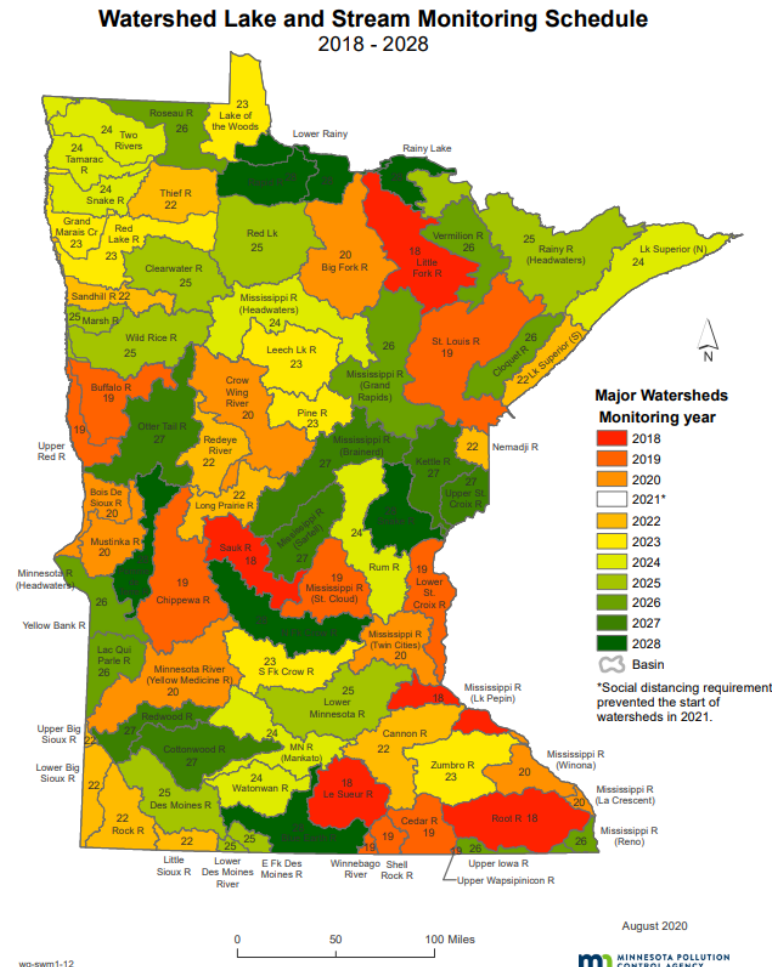 Watershed Lake and Stream Monitoring Schedule
2018 - 2028
Roseau R
26
23
Lake of
the Woods
Lower Rainy
Rainy Lake
24
Two
Rivers
24
Tamarac
R
24
Snake R
Thief R
22
Grand
Marais Cr
23
Red
Lake R
23
Red Lk
25
20
Big Fork R
18
Little
Fork R
Vermilion R
26
25
Rainy R
(Headwaters)
Lk Superior (N)
24
Clearwater R
25
Sandhill R 22
25
Marsh R
Wild Rice R
25
Mississippi R
(Headwaters)
24
Leech Lk R
23
26
Mississippi R
(Grand
Rapids)
St. Louis R
19
26
Cloquet R
22 Lk Superior (S)
N
Buffalo R
19
19
Upper
Red R
Otter Tail R
27
Crow
Wing
River
20
Pine R
23
Redeye
River
22
Mississippi R
(Brainerd)
27
Kettle R
27
22
Nemadji R
27
Upper St.
Croix R
Bois De
Sioux R
20
22
Long Prairie R
Mississippi R
(Sartell)
27
Mustinka R
20
Sauk R
18
24
Rum R
Minnesota R
(Headwaters)
26
19
Chippewa R
19
Mississippi R
(St. Cloud)
19
Lower
St.
Croix R
Yellow Bank R
Lac Qui
Parle R
26
Minnesota River
(Yellow Medicine R)
20
23
S Fk Crow R
Mississippi R
(Twin Cities)
20
25
Lower
Minnesota R
18
Mississippi R
(Lk Pepin)
Upper Big
Sioux R
22
Redwood R
27
24
MN R
(Mankato)
Cannon R
22
Cottonwood R
27
Zumbro R
23
Mississippi R
(Winona)
20
Lower Big
Sioux R
22
22
Rock R
25
Des Moines R
24
Watonwan R
18
Le Sueur R
Mississippi R
(La Crescent)
20
Cedar R
19
Root R 18
Mississippi R
(Reno)
26
22
25
25
19
19
19
26
Little
Sioux R
Lower
Des Moines
River
E Fk Des
Moines R
Winnebago
River
Shell
Rock R
Upper Iowa R
Upper Wapsipinicon R
Major Watersheds
Monitoring year
2018
2019
2020
2021*
2022
2023
2024
2025
2026
2027
2028
Basin
*Social distancing requirement
prevented the start of
watersheds in 2021.
August 2020
0 50 100 Miles
wq-swm1-12
MINNESOTA POLLUTION
CONTROL AGENCY